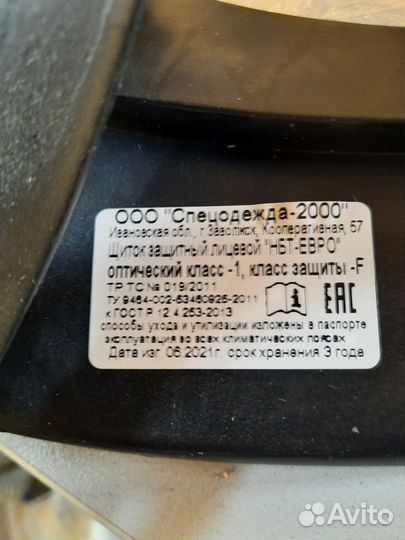 ООО "Спецодежда-2000"
Ивановская обл., г.Заволжск, Кооперативная, 57
Щиток защитный лицевой "НБТ-ЕВРО"
оптический класс -1, класс защиты -F
ТР ТС № 019/2011
ТУ 9464-002-53460925-2011
к ГОСТ Р 12.4.253-2013
EAC
способы ухода и утилизации изложены в паспорте
эксплуатация во всех климатических поясах
Дата изг. 06.2021г. срок хранения 3 года
Avito